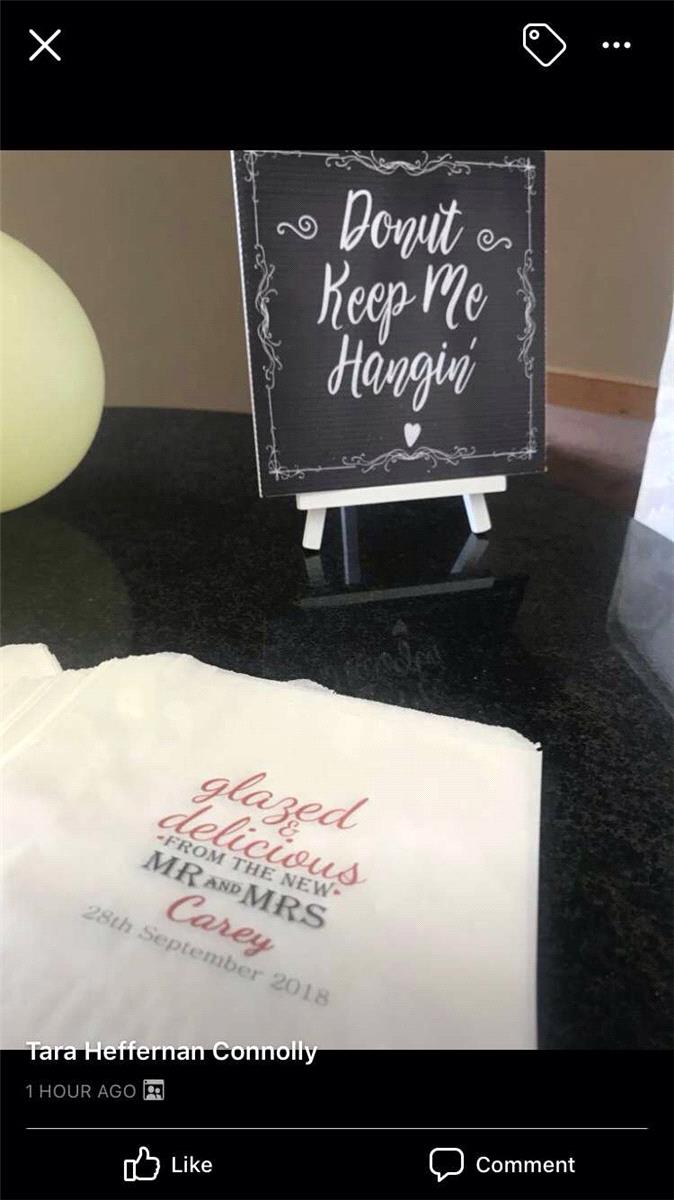 Donut
Keep Me
Hangin'
glazed
&
delicious
•FROM THE NEW•
MR AND MRS
Carey
28th September 2018
Tara Heffernan Connolly
1 HOUR AGO
Like
Comment